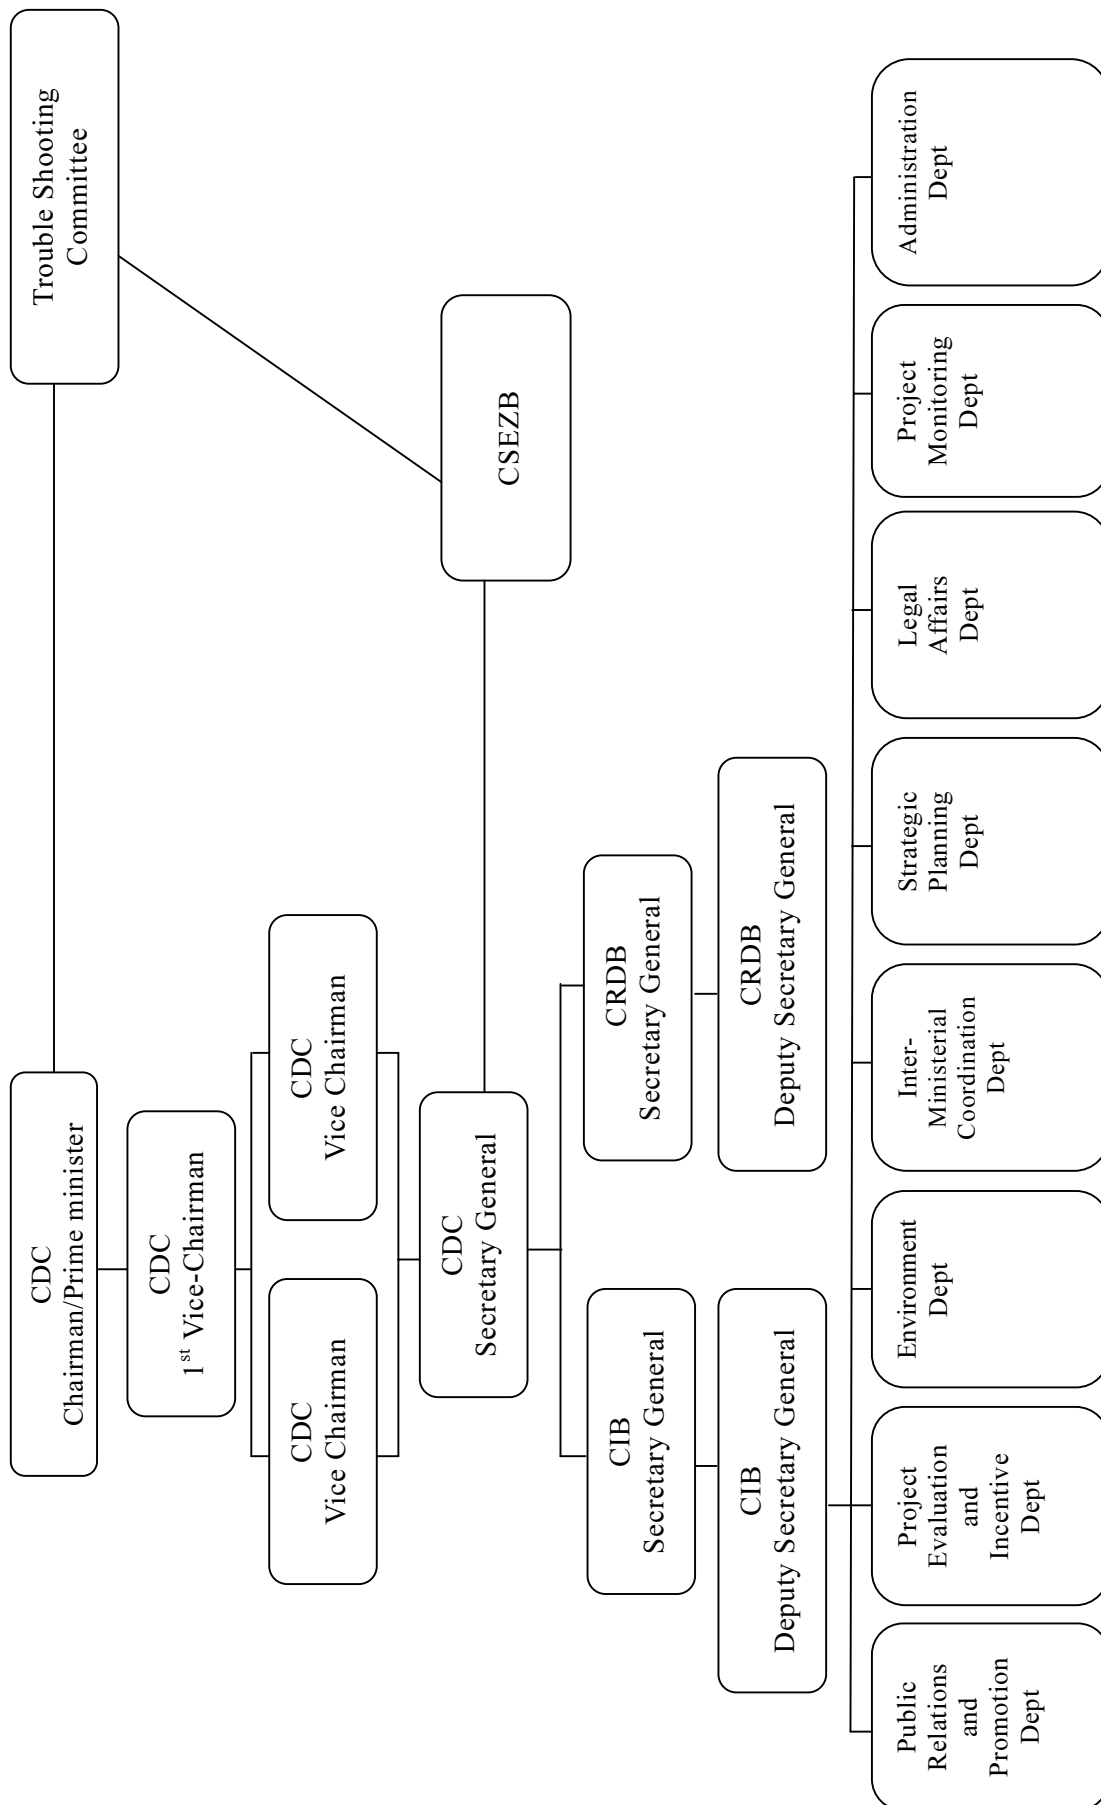 CDC
Chairman/Prime minister
Trouble Shooting
Committee
CDC
1st Vice-Chairman
CDC
Vice Chairman
CDC
Vice Chairman
CDC
Secretary General
CSEZB
CIB
Secretary General
CRDB
Secretary General
CIB
Deputy Secretary General
CRDB
Deputy Secretary General
Public
Relations
and
Promotion
Dept
Project
Evaluation
and
Incentive
Dept
Environment
Dept
Inter-
Ministerial
Coordination
Dept
Strategic
Planning
Dept
Legal
Affairs
Dept
Project
Monitoring
Dept
Administration
Dept